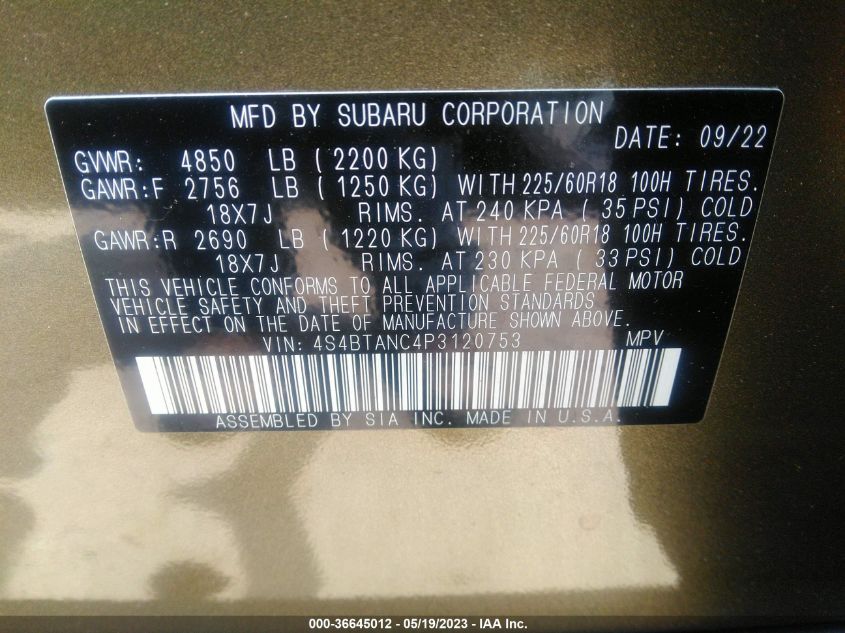 MFD BY SUBARU CORPORATION
DATE: 09/22
GVWR: 4850 LB ( 2200 KG)
GAWR:F 2756 LB ( 1250 KG) WITH 225/60R18 100H TIRES.
18X7J RIMS. AT 240 KPA ( 35 PSI) COLD
GAWR:R 2690 LB ( 1220 KG) WITH 225/60R18 100H TIRES.
18X7J RIMS. AT 230 KPA ( 33 PSI) COLD
THIS VEHICLE CONFORMS TO ALL APPLICABLE FEDERAL MOTOR
VEHICLE SAFETY AND THEFT PREVENTION STANDARDS
IN EFFECT ON THE DATE OF MANUFACTURE SHOWN ABOVE.
VIN: 4S4BTANC4P3120753 MPV
ASSEMBLED BY SIA INC. MADE IN U.S.A.
000-36645012 - 05/19/2023 - IAA Inc.